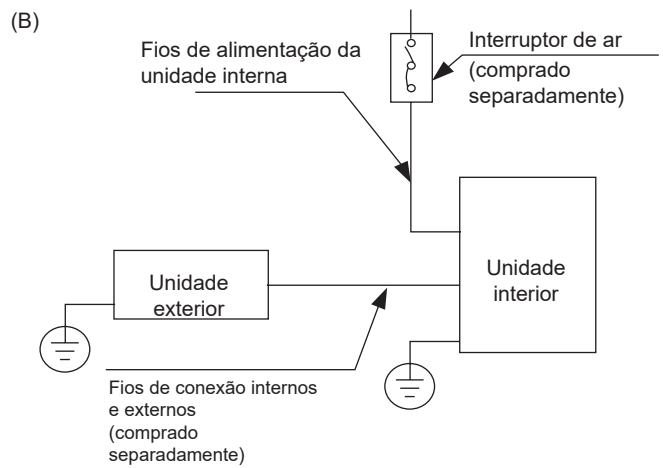 (B)
Fios de alimentação da
unidade interna
Interruptor de ar
(comprado
separadamente)
Unidade
exterior
Unidade
interior
Fios de conexão internos
e externos
(comprado
separadamente)